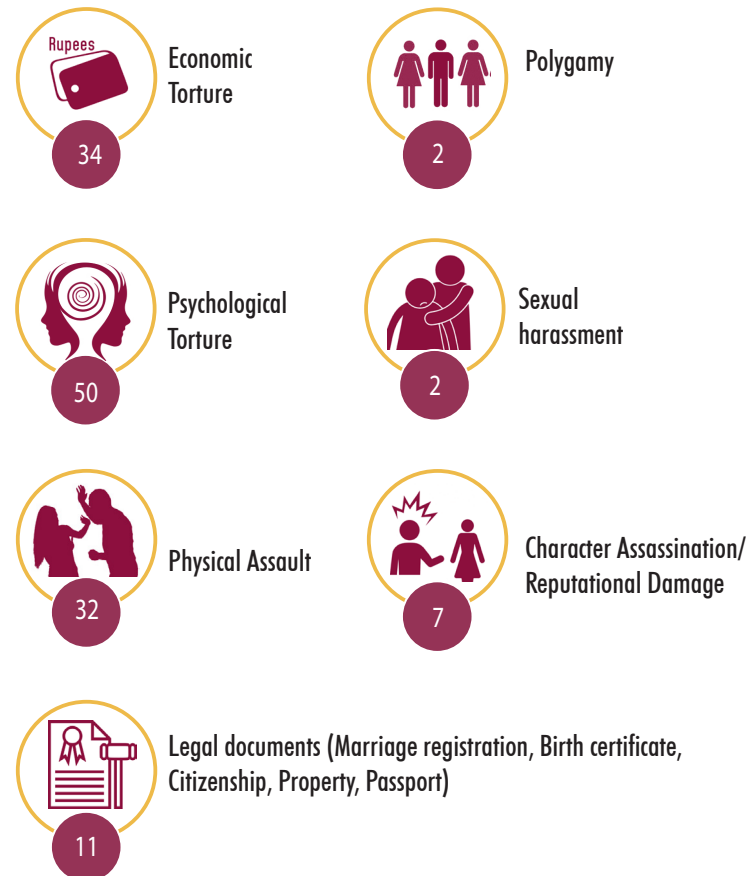 Rupees
Economic
Torture
34
Polygamy
2
Psychological
Torture
50
Sexual
harassment
2
Physical Assault
32
Character Assassination/
Reputational Damage
7
Legal documents (Marriage registration, Birth certificate,
Citizenship, Property, Passport)
11